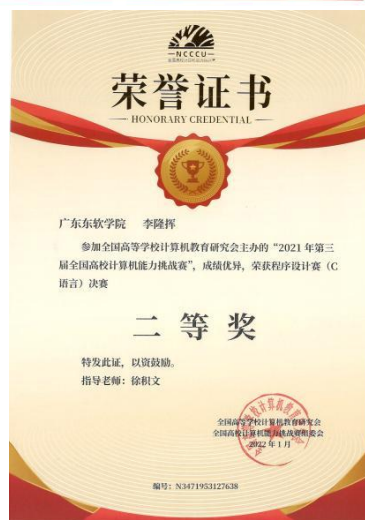 —NCCCU—
荣誉证书
— HONORARY CREDENTIAL —
广东东软学院 李隆挥
参加全国高等学校计算机教育研究会主办的“2021 年第三
届全国高校计算机能力挑战赛”，成绩优异，荣获程序设计赛（C
语言）决赛
二 等 奖
特发此证，以资鼓励。
指导老师：徐积文
全国高等学校计算机教育研究会
全国高校计算机能力挑战赛组委会
2022 年 1 月
编号：N3471953127638